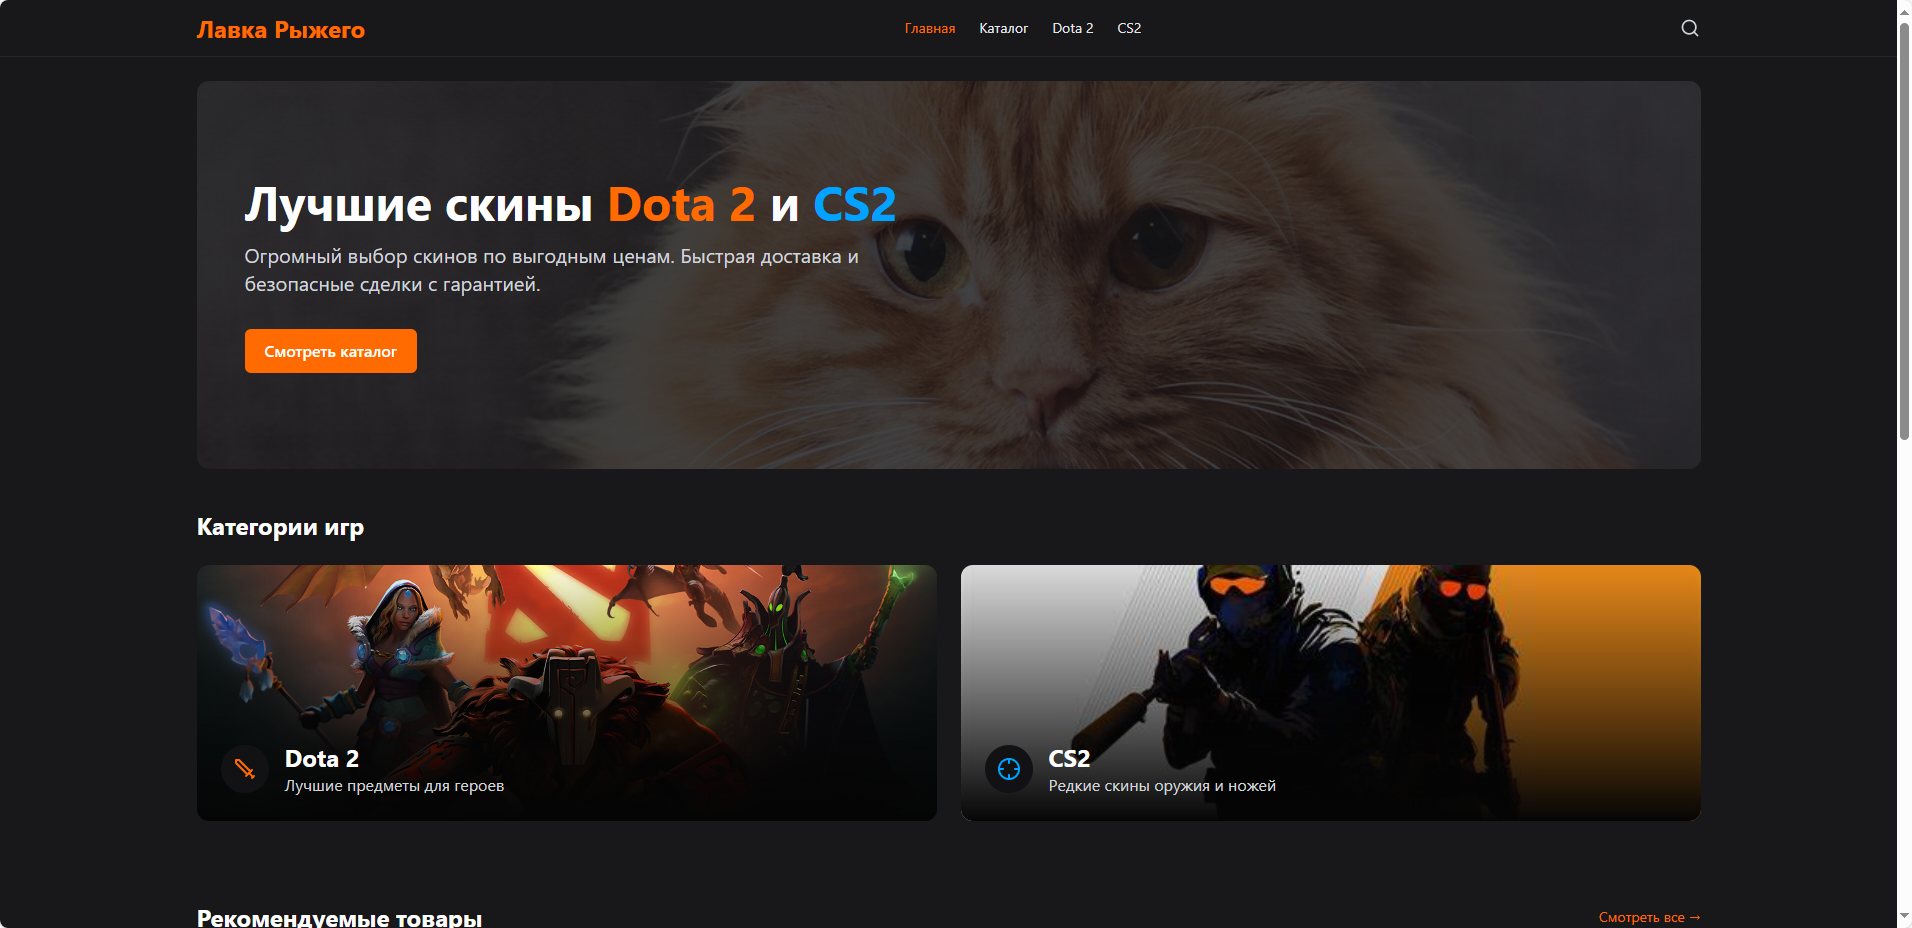 Лавка Рыжего
Главная Каталог Dota 2 CS2
Лучшие скины Dota 2 и CS2
Огромный выбор скинов по выгодным ценам. Быстрая доставка и
безопасные сделки с гарантией.
Смотреть каталог
Категории игр
Dota 2
Лучшие предметы для героев
CS2
Редкие скины оружия и ножей
Рекомендуемые товары
Смотреть все →